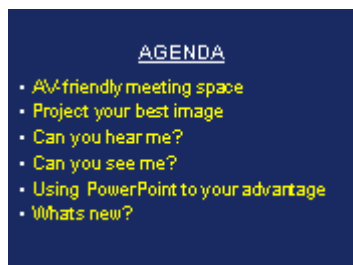 AGENDA
• AV-friendly meeting space
• Project your best image
• Can you hear me?
• Can you see me?
• Using PowerPoint to your advantage
• Whats new?